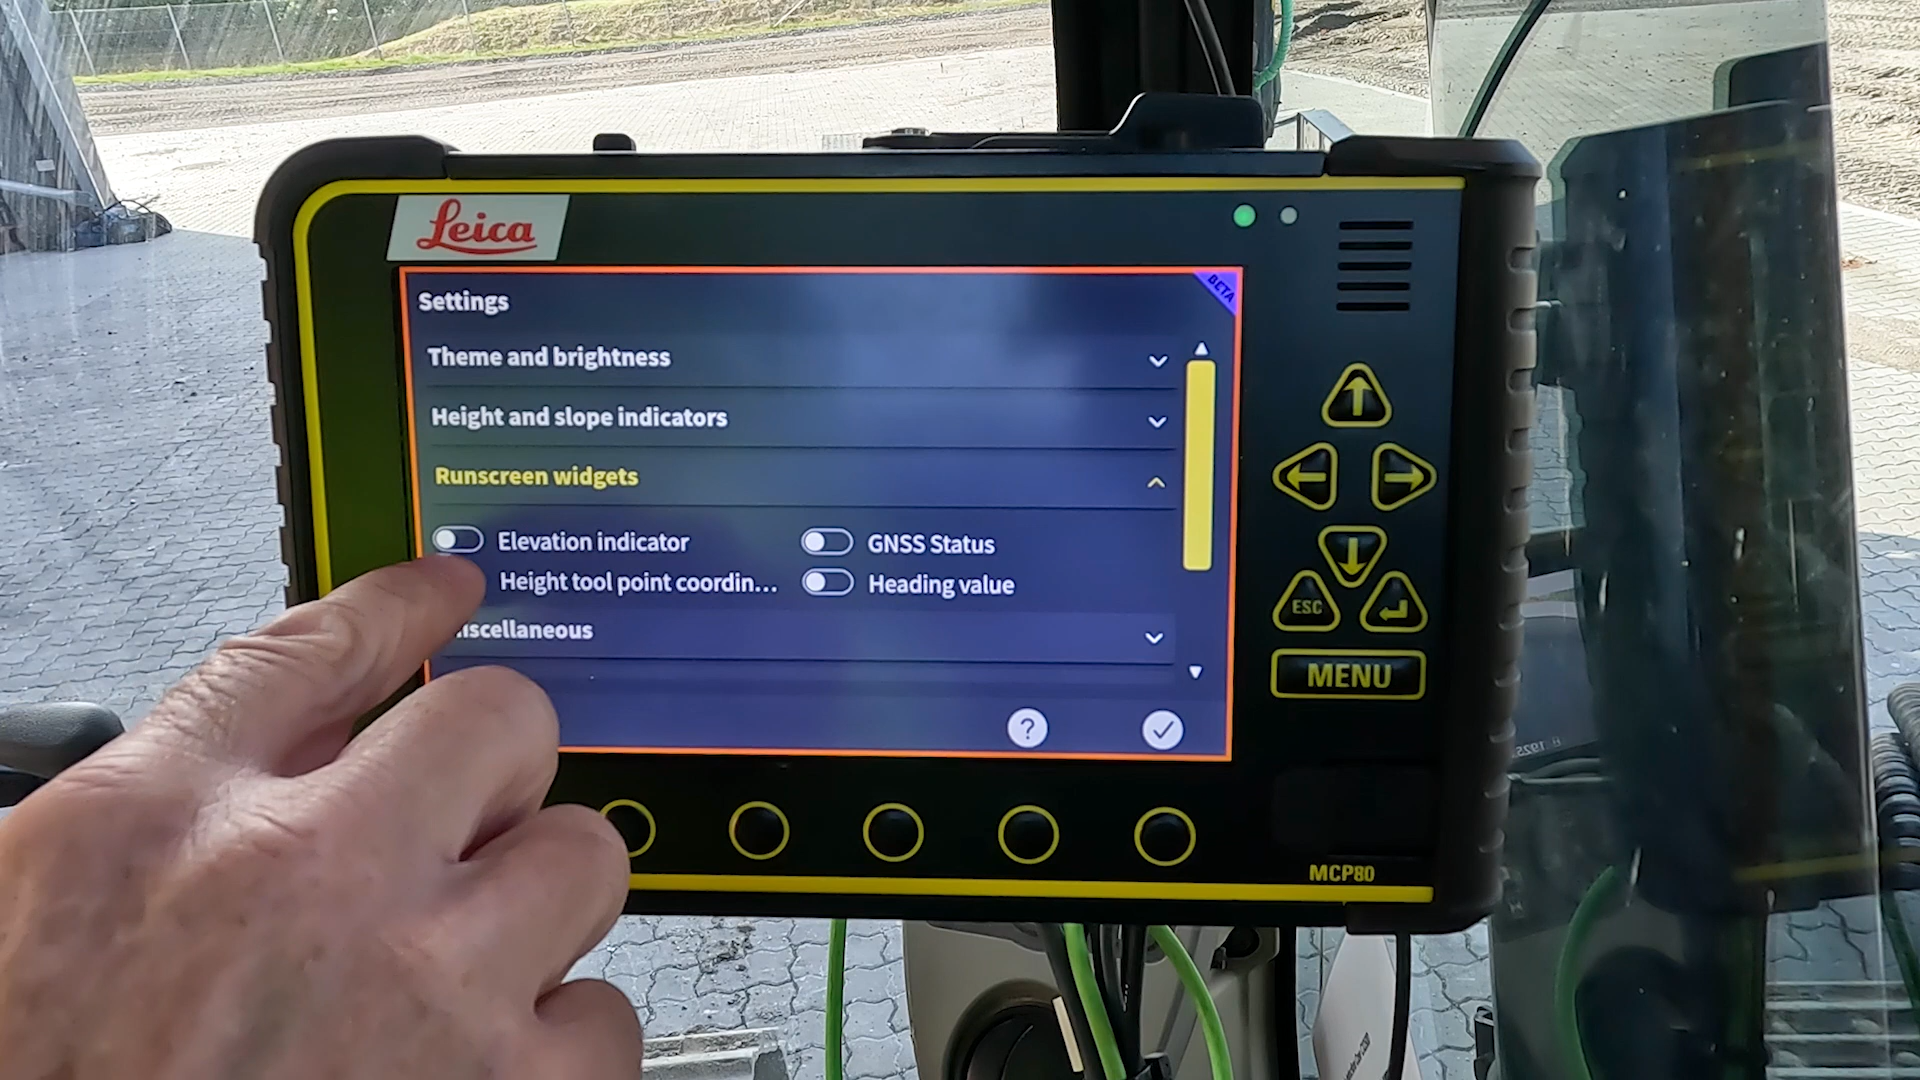 Leica
BETA
Settings
Theme and brightness
Height and slope indicators
Runscreen widgets
Elevation indicator
GNSS Status
Height tool point coordin...
Heading value
iscellaneous
?
ESC
MENU
MCP80